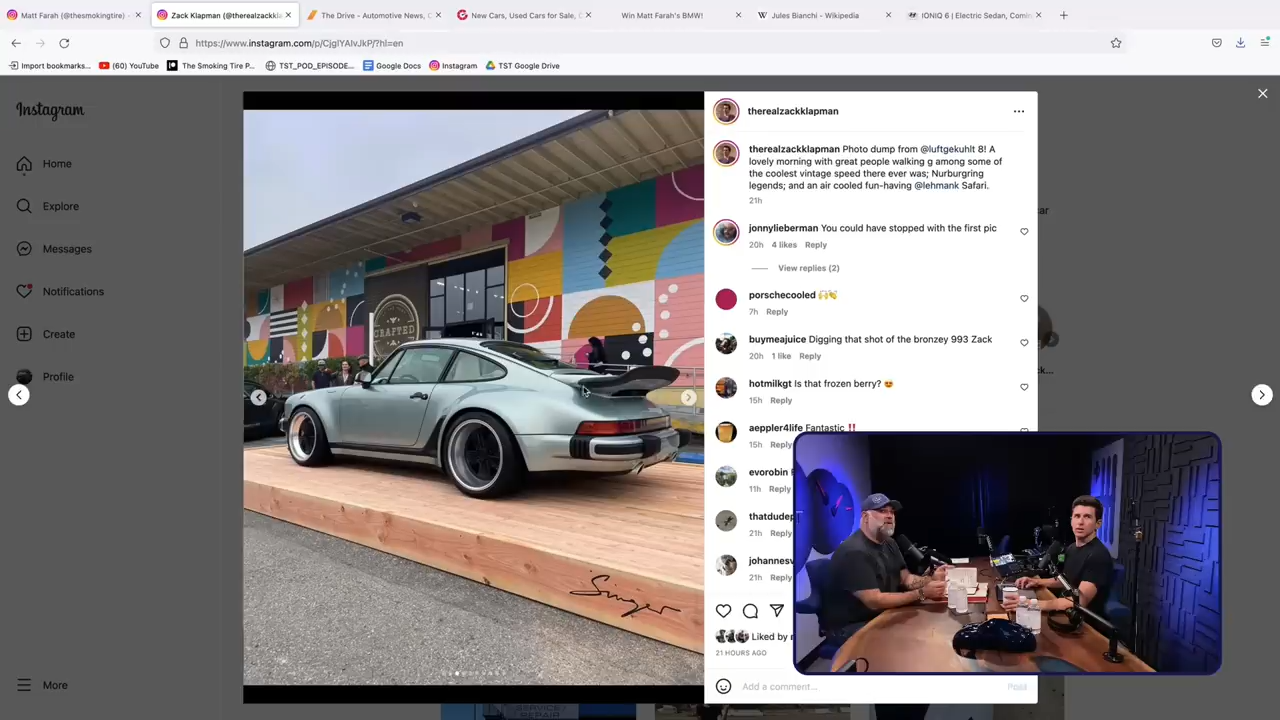 Matt Farah (@thesmokingtire) -
Zack Klapman (@therealzackkla
The Drive - Automotive News, C
New Cars, Used Cars for Sale, C
Win Matt Farah's BMW!
Jules Bianchi - Wikipedia
IONIQ 6 | Electric Sedan, Comin
https://www.instagram.com/p/CjglYAlvJkP/?hl=en
Import bookmarks...
(60) YouTube
The Smoking Tire P...
TST_POD_EPISODE...
Google Docs
Instagram
TST Google Drive
Instagram
Home
Explore
Messages
Notifications
Create
Profile
More
CRAFTED
Singer
therealzackklapman
therealzackklapman Photo dump from @luftgekuhlt 8! A
lovely morning with great people walking g among some of
the coolest vintage speed there ever was; Nurburgring
legends; and an air cooled fun-having @lehmank Safari.
21h
jonnylieberman You could have stopped with the first pic
20h 4 likes Reply
View replies (2)
porschecooled 🙌👏
7h Reply
buymeajuice Digging that shot of the bronzey 993 Zack
20h 1 like Reply
hotmilkgt Is that frozen berry? 😍
15h Reply
aeppler4life Fantastic ‼️
15h Reply
evorobin
11h Reply
thatdudep
21h Reply
johannesv
21h Reply
Liked by
21 HOURS AGO
Add a comment...
Post